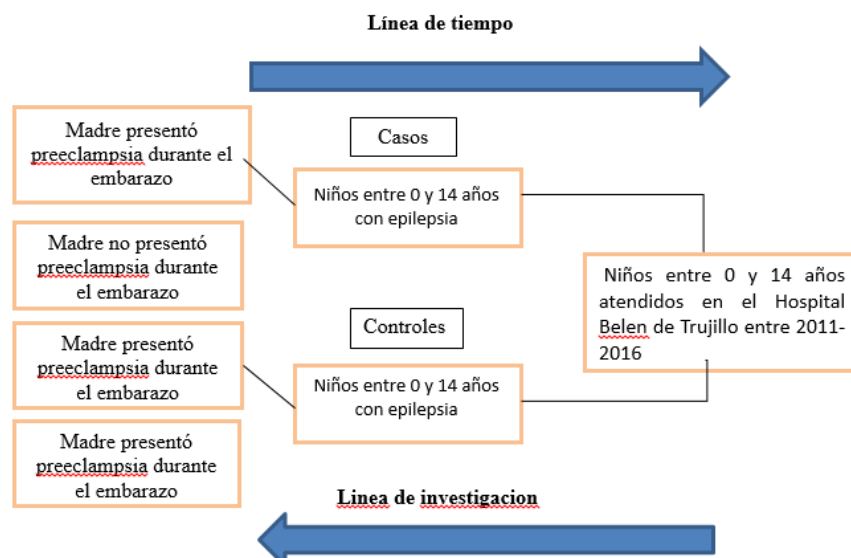 Línea de tiempo
Madre presentó
preeclampsia durante el
embarazo
Casos
Niños entre 0 y 14 años
con epilepsia
Madre no presentó
preeclampsia durante
el embarazo
Niños entre 0 y 14 años
atendidos en el Hospital
Belen de Trujillo entre 2011-
2016
Controles
Madre presentó
preeclampsia durante
el embarazo
Niños entre 0 y 14 años
con epilepsia
Madre presentó
preeclampsia durante
el embarazo
Linea de investigacion